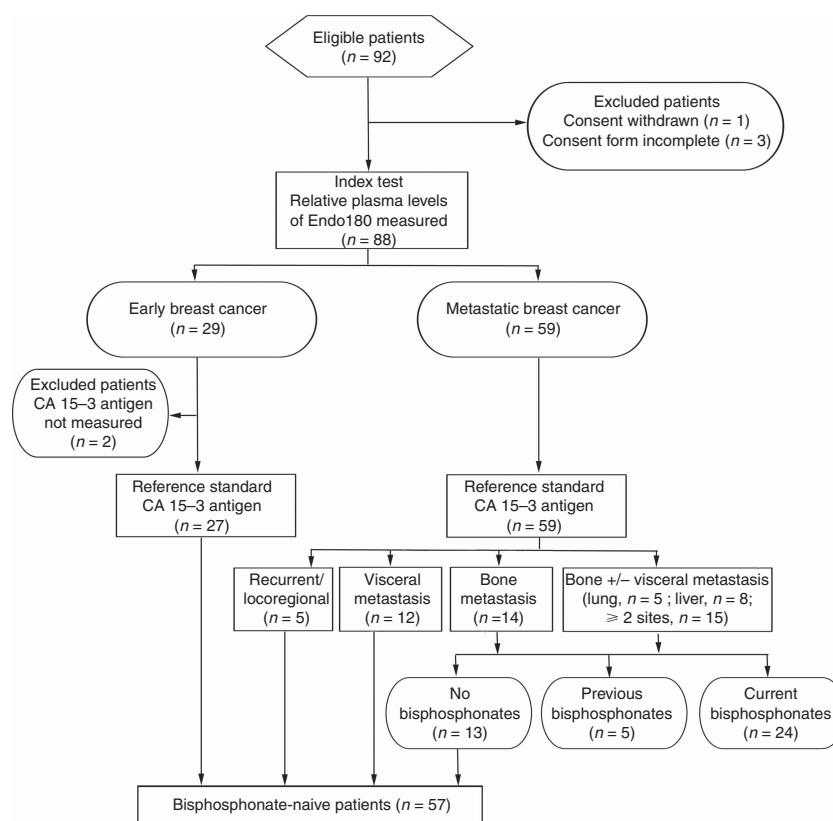 Eligible patients
(n = 92)
Excluded patients
Consent withdrawn (n = 1)
Consent form incomplete (n = 3)
Index test
Relative plasma levels
of Endo180 measured
(n = 88)
Early breast cancer
(n = 29)
Metastatic breast cancer
(n = 59)
Excluded patients
CA 15–3 antigen
not measured
(n = 2)
Reference standard
CA 15–3 antigen
(n = 27)
Reference standard
CA 15–3 antigen
(n = 59)
Recurrent/
locoregional
(n = 5)
Visceral
metastasis
(n = 12)
Bone
metastasis
(n =14)
Bone +/– visceral metastasis
(lung, n = 5 ; liver, n = 8;
⩾ 2 sites, n = 15)
No
bisphosphonates
(n = 13)
Previous
bisphosphonates
(n = 5)
Current
bisphosphonates
(n = 24)
Bisphosphonate-naive patients (n = 57)